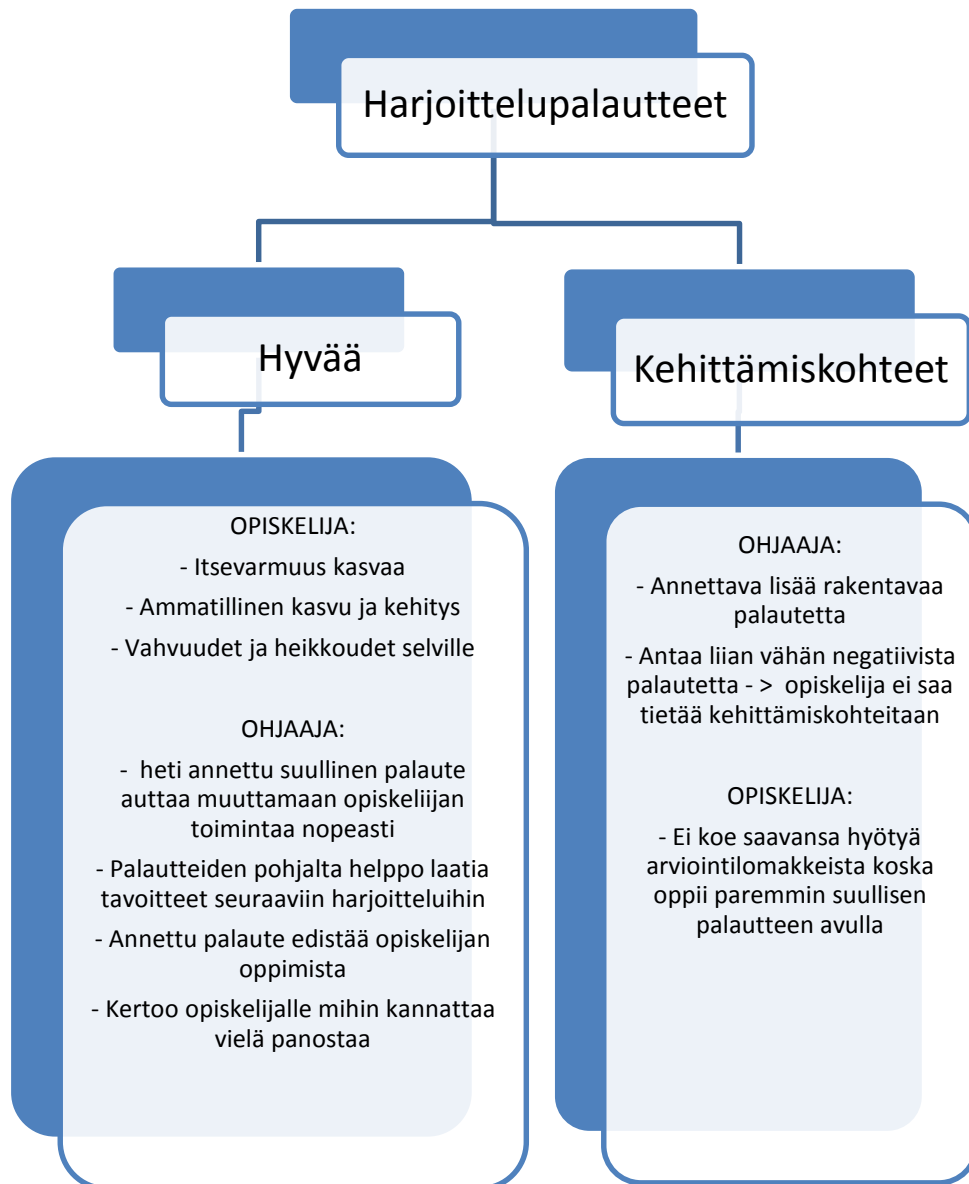 Harjoittelupalautteet
Hyvää
Kehittämiskohteet
OPISKELIJA:
- Itsevarmuus kasvaa
- Ammatillinen kasvu ja kehitys
- Vahvuudet ja heikkoudet selville
OHJAAJA:
- heti annettu suullinen palaute
auttaa muuttamaan opiskeliijan
toimintaa nopeasti
- Palautteiden pohjalta helppo laatia
tavoitteet seuraaviin harjoitteluihin
- Annettu palaute edistää opiskelijan
oppimista
- Kertoo opiskelijalle mihin kannattaa
vielä panostaa
OHJAAJA:
- Annettava lisää rakentavaa
palautetta
- Antaa liian vähän negatiivista
palautetta - > opiskelija ei saa
tietää kehittämiskohteitaan
OPISKELIJA:
- Ei koe saavansa hyötyä
arviointilomakkeista koska
oppii paremmin suullisen
palautteen avulla